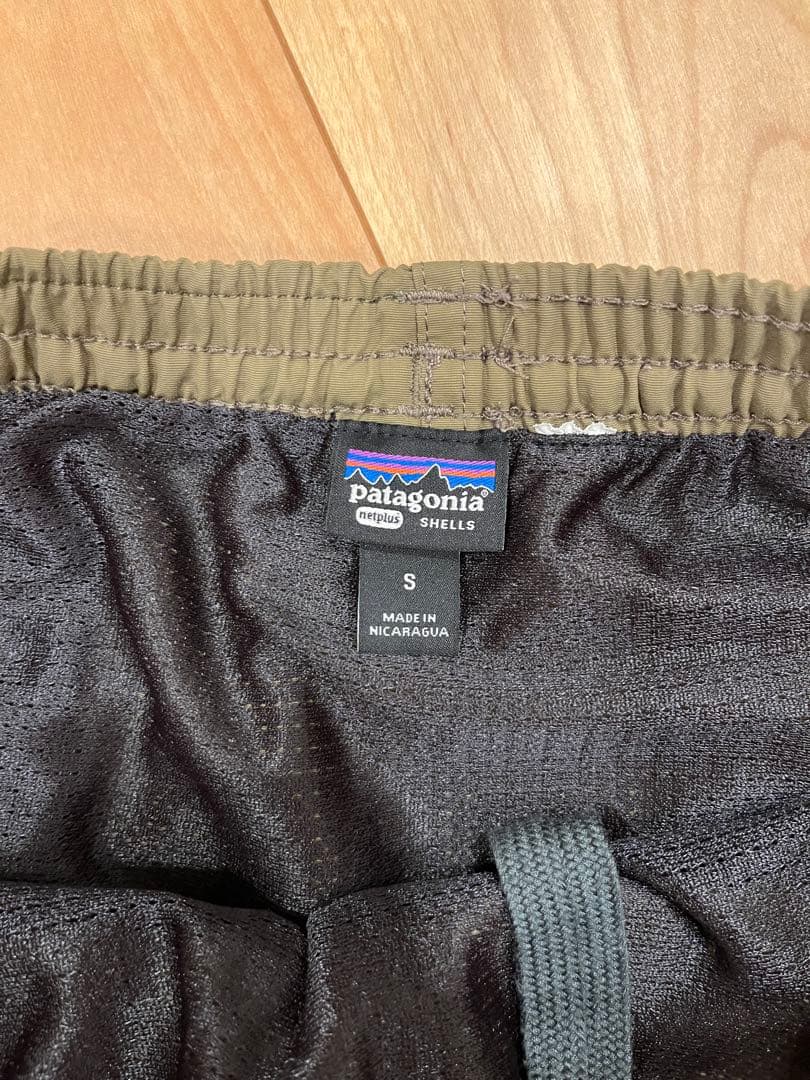 patagonia®
netplus SHELLS
S
MADE IN
NICARAGUA